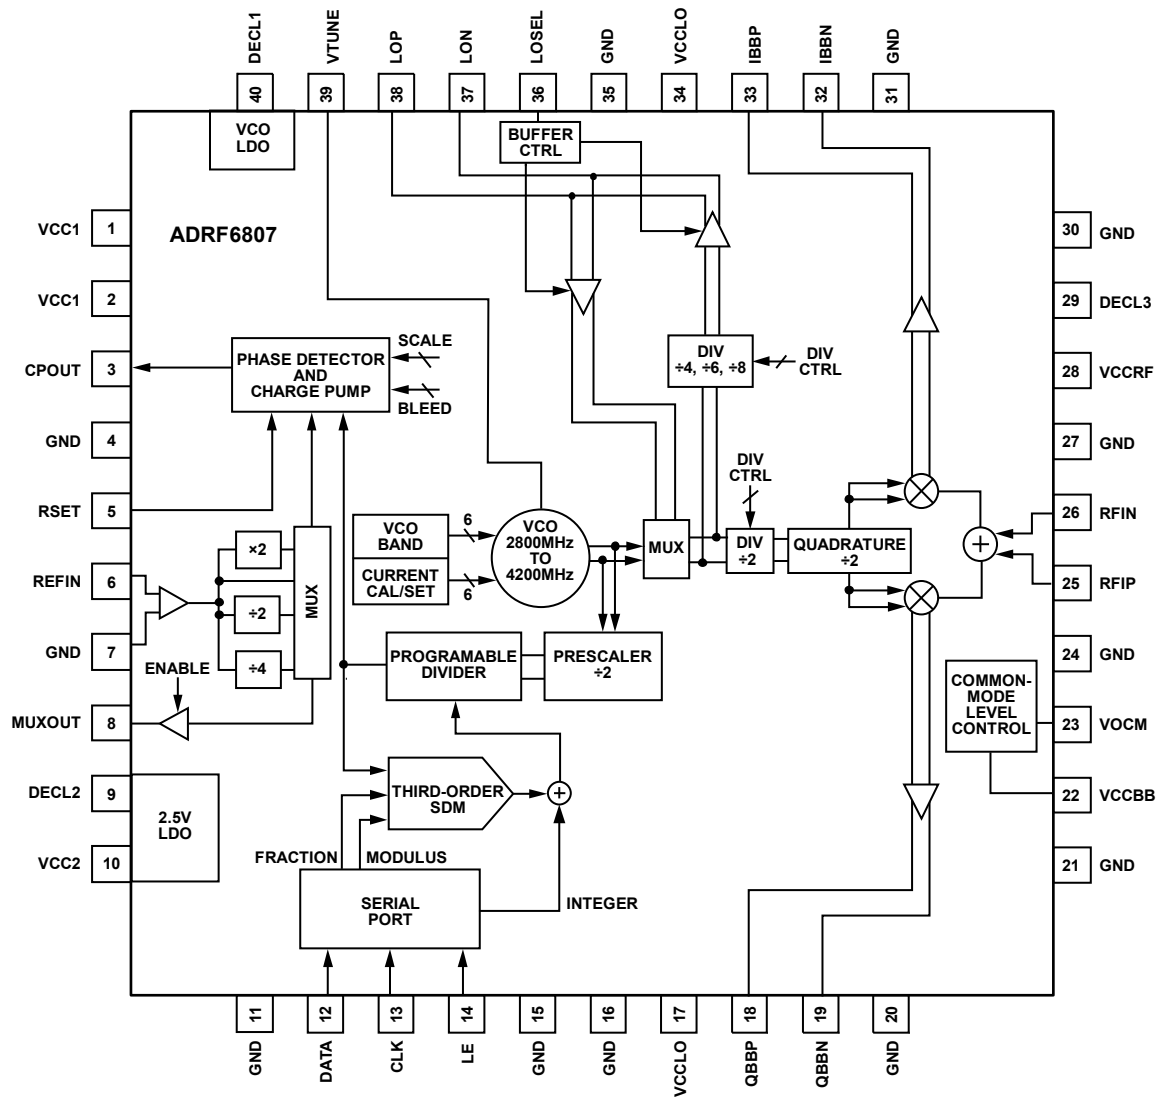 DECL1
VTUNE
LOP
LON
LOSEL
GND
VCCLO
IBBP
IBBN
GND
40
39
38
37
36
35
34
33
32
31
VCO
LDO
BUFFER
CTRL
ADRF6807
VCC1
1
VCC1
2
CPOUT
3
GND
4
RSET
5
REFIN
6
GND
7
MUXOUT
8
DECL2
9
VCC2
10
30
GND
29
DECL3
28
VCCRF
27
GND
26
RFIN
25
RFIP
24
GND
23
VOCM
22
VCCBB
21
GND
PHASE DETECTOR
AND
CHARGE PUMP
SCALE
BLEED
DIV
÷4, ÷6, ÷8
DIV
CTRL
DIV
CTRL
×2
÷2
÷4
MUX
ENABLE
VCO
BAND
CURRENT
CAL/SET
6
6
VCO
2800MHz
TO
4200MHz
MUX
DIV
÷2
QUADRATURE
÷2
+
PROGRAMABLE
DIVIDER
PRESCALER
÷2
COMMON-
MODE
LEVEL
CONTROL
THIRD-ORDER
SDM
+
2.5V
LDO
FRACTION
MODULUS
SERIAL
PORT
INTEGER
11
12
13
14
15
16
17
18
19
20
GND
DATA
CLK
LE
GND
GND
VCCLO
QBBP
QBBN
GND